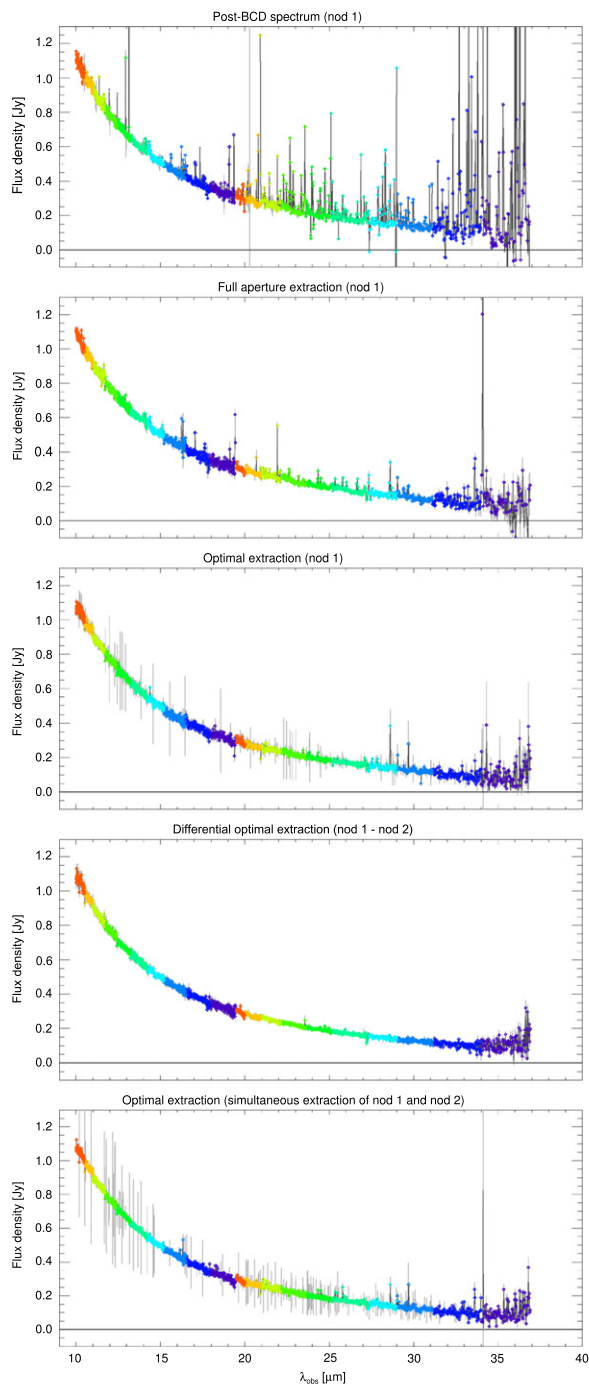 Post-BCD spectrum (nod 1)
Flux density [Jy]
1.2
1.0
0.8
0.6
0.4
0.2
0.0
Full aperture extraction (nod 1)
Flux density [Jy]
1.2
1.0
0.8
0.6
0.4
0.2
0.0
Optimal extraction (nod 1)
Flux density [Jy]
1.2
1.0
0.8
0.6
0.4
0.2
0.0
Differential optimal extraction (nod 1 - nod 2)
Flux density [Jy]
1.2
1.0
0.8
0.6
0.4
0.2
0.0
Optimal extraction (simultaneous extraction of nod 1 and nod 2)
Flux density [Jy]
1.2
1.0
0.8
0.6
0.4
0.2
0.0
10 15 20 25 30 35 40
λobs [μm]